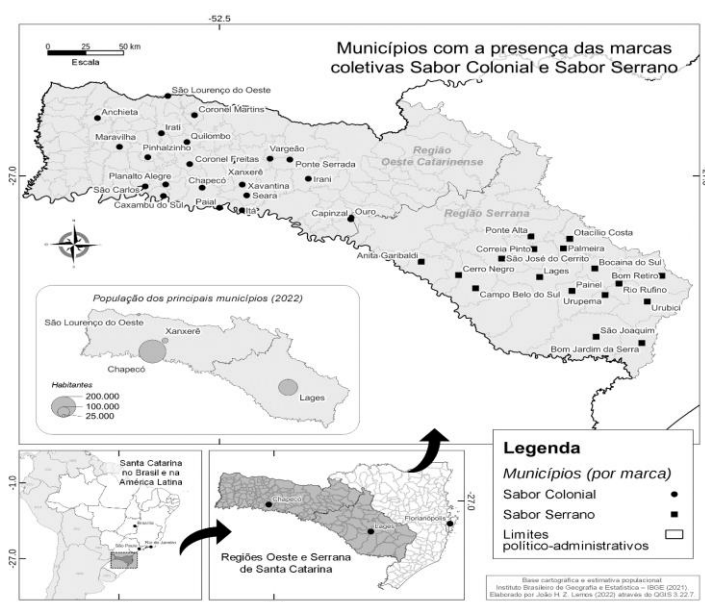 -52.5
0 25 50 km
Escala
Municípios com a presença das marcas
coletivas Sabor Colonial e Sabor Serrano
São Lourenço do Oeste
Anchieta
Coronel Martins
Irati
Maravilha
Quilombo
Pinhalzinho
Vargeão
Coronel Freitas
Ponte Serrada
Região
Oeste Catarinense
-27.0
Planalto Alegre
Xanxerê
Chapecó
Irani
São Carlos
Xavantina
Paial
Seara
Caxambu do Sul
Itá
Capinzal
Ouro
Região Serrana
Ponte Alta
Otacílio Costa
Correia Pinto
Palmeira
Anita Garibaldi
São José do Cerrito
Bocaina do Sul
Cerro Negro
Lages
Bom Retiro
Painel
Rio Rufino
Campo Belo do Sul
Urupema
Urubici
São Joaquim
Bom Jardim da Serra
População dos principais municípios (2022)
São Lourenço do Oeste
Xanxerê
Chapecó
Lages
Habitantes
200.000
100.000
25.000
Santa Catarina
no Brasil e na
América Latina
-1.0
Brasília
São Paulo
Rio de Janeiro
-27.0
Chapecó
Lages
Florianópolis
-27.0
Regiões Oeste e Serrana
de Santa Catarina
Legenda
Municípios (por marca)
Sabor Colonial
Sabor Serrano
Limites
político-administrativos
Base cartográfica e estimativa populacional
Instituto Brasileiro de Geografia e Estatística – IBGE (2021)
Elaborado por João H. Z. Lemos (2022) através do QGIS 3.22.7